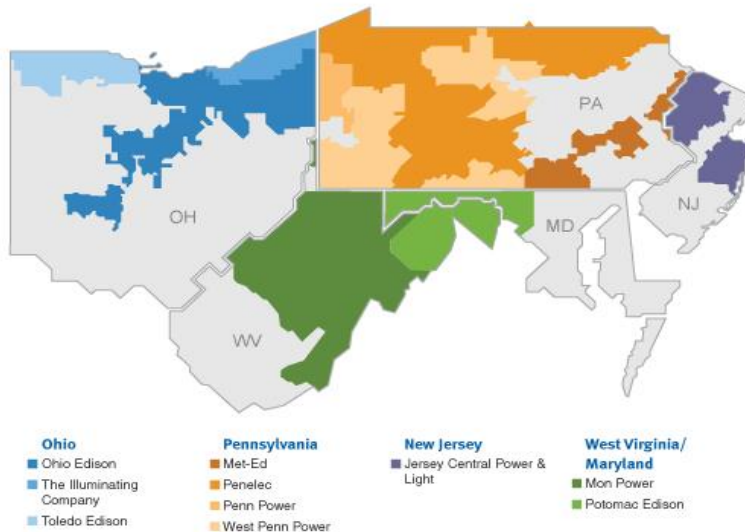 PA
OH
NJ
MD
WV
Ohio
Ohio Edison
The Illuminating
Company
Toledo Edison
Pennsylvania
Met-Ed
Penelec
Penn Power
West Penn Power
New Jersey
Jersey Central Power &
Light
West Virginia/
Maryland
Mon Power
Potomac Edison